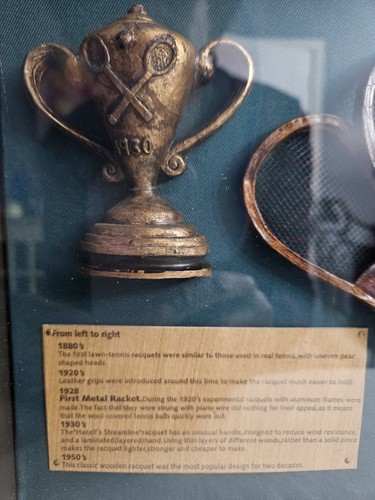 1930
From left to right
1880's
The first lawn-tennis racquets were similar to those used in real tennis, with uneven pear
shaped heads.
1920's
Leather grips were introduced around this time to make the racquet much easier to hold.
1928
First Metal Racket. During the 1920's experimental racquets with aluminum frames were
made. The fact that they were strung with piano wire did nothing for their appeal, as it meant
that the wool-covered tennis balls quickly wore out.
1930's
The "Hazell's Streamline" racquet has an unusual handle, designed to reduce wind resistance,
and a laminated (layered) hand. Using thin layers of different woods, rather than a solid piece
makes the racquet lighter, stronger and cheaper to make.
1950's
This classic wooden racquet was the most popular design for two decades.